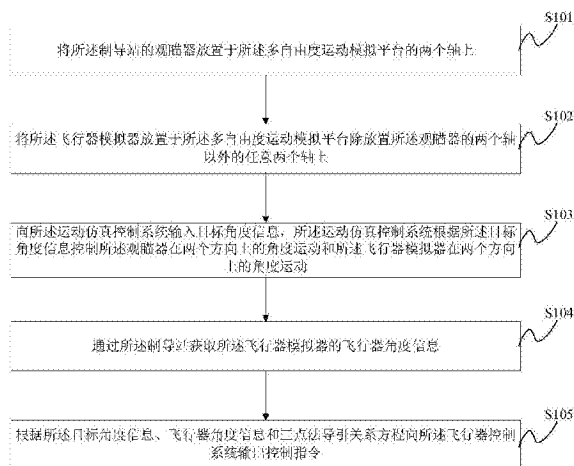 S101
将所述制导站的观瞄器放置于所述多自由度运动模拟平台的两个轴上
S102
将所述飞行器模拟器放置于所述多自由度运动模拟平台除放置所述观瞄器的两个轴
以外的任意两个轴上
S103
向所述运动仿真控制系统输入目标角度信息，所述运动仿真控制系统根据所述目标
角度信息控制所述观瞄器在两个方向上的角度运动和所述飞行器模拟器在两个方向
上的角度运动
S104
通过所述制导站获取所述飞行器模拟器的飞行器角度信息
S105
根据所述目标角度信息、飞行器角度信息和三点法导引关系方程向所述飞行器控制
系统输出控制指令